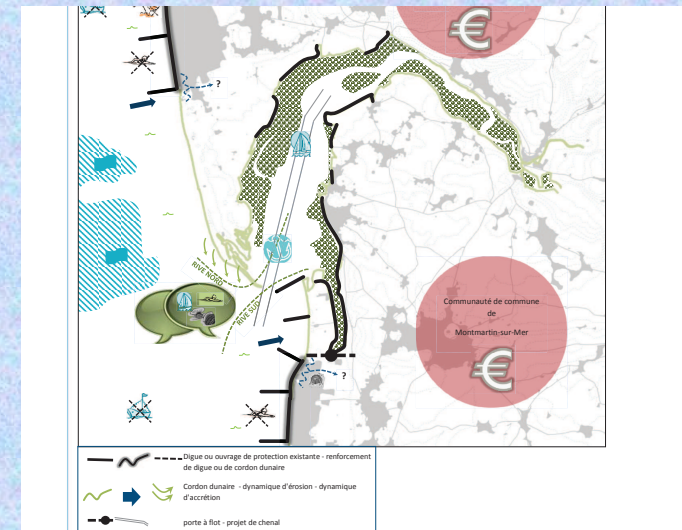 €
?
RIVE NORD
RIVE SUD
Communauté de commune
de
Montmartin-sur-Mer
€
?
Digue ou ouvrage de protection existante - renforcement
de digue ou de cordon dunaire
Cordon dunaire - dynamique d'érosion - dynamique
d'accrétion
porte à flot - projet de chenal